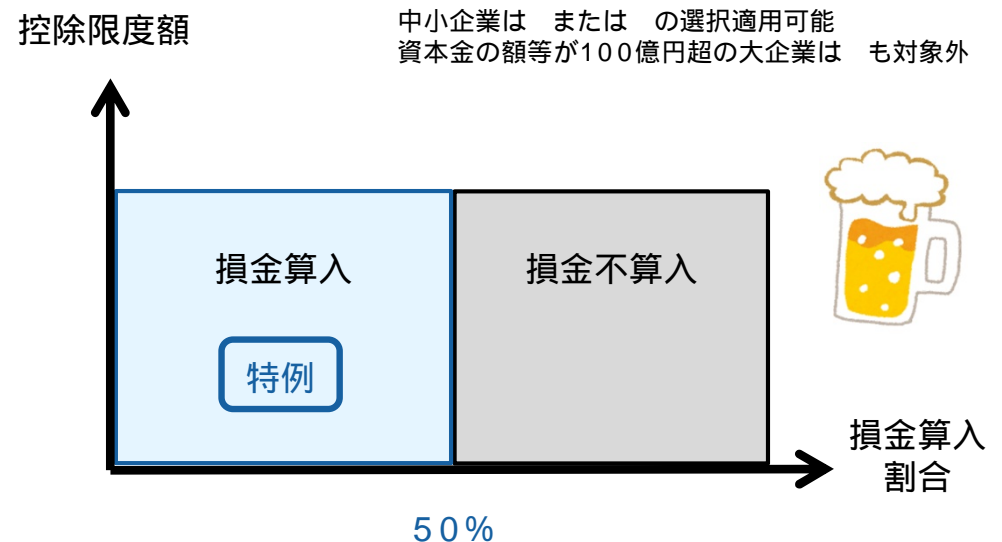 控除限度額
中小企業は　または　の選択適用可能
資本金の額等が100億円超の大企業は　も対象外
損金算入
損金不算入
特例
損金算入
割合
50%